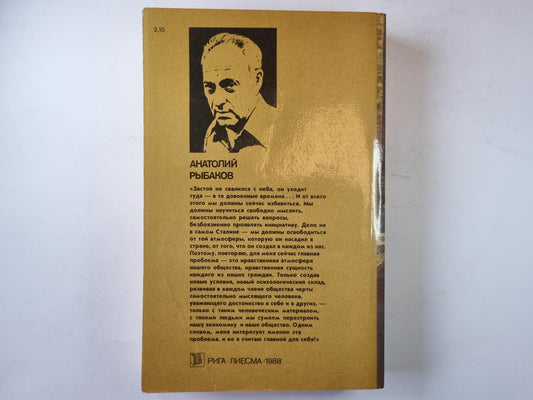 2,10
АНАТОЛИЙ
РЫБАКОВ
«Застой не свалился с неба, он уходит
туда — в те довоенные времена... И от всего
этого мы должны сейчас избавиться. Мы
должны научиться свободно мыслить,
самостоятельно решать вопросы,
безбоязненно проявлять инициативу. Дело не
в самом Сталине — мы должны освободиться
от той атмосферы, которую он насадил в
стране, от того, что он создал в каждом из нас.
Поэтому, повторяю, для меня сейчас главная
проблема — это нравственная атмосфера
нашего общества, нравственная сущность
каждого из наших граждан. Только создав
новые условия, новый психологический склад,
развивая в каждом члене общества черты
самостоятельно мыслящего человека,
уважающего достоинство в себе и в других, —
только с таким человеческим материалом,
с такими людьми мы сумеем перестроить
нашу экономику и наше общество. Одним
словом, меня интересует именно эта
проблема, и ее я считаю главной для себя!»
РИГА·ЛИЕСМА·1988